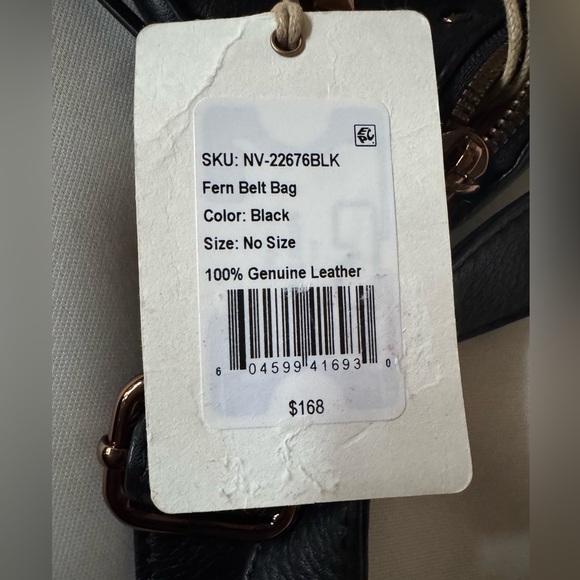 EPC
SKU: NV-22676BLK
Fern Belt Bag
Color: Black
Size: No Size
100% Genuine Leather
6 04599 41693 0
$168